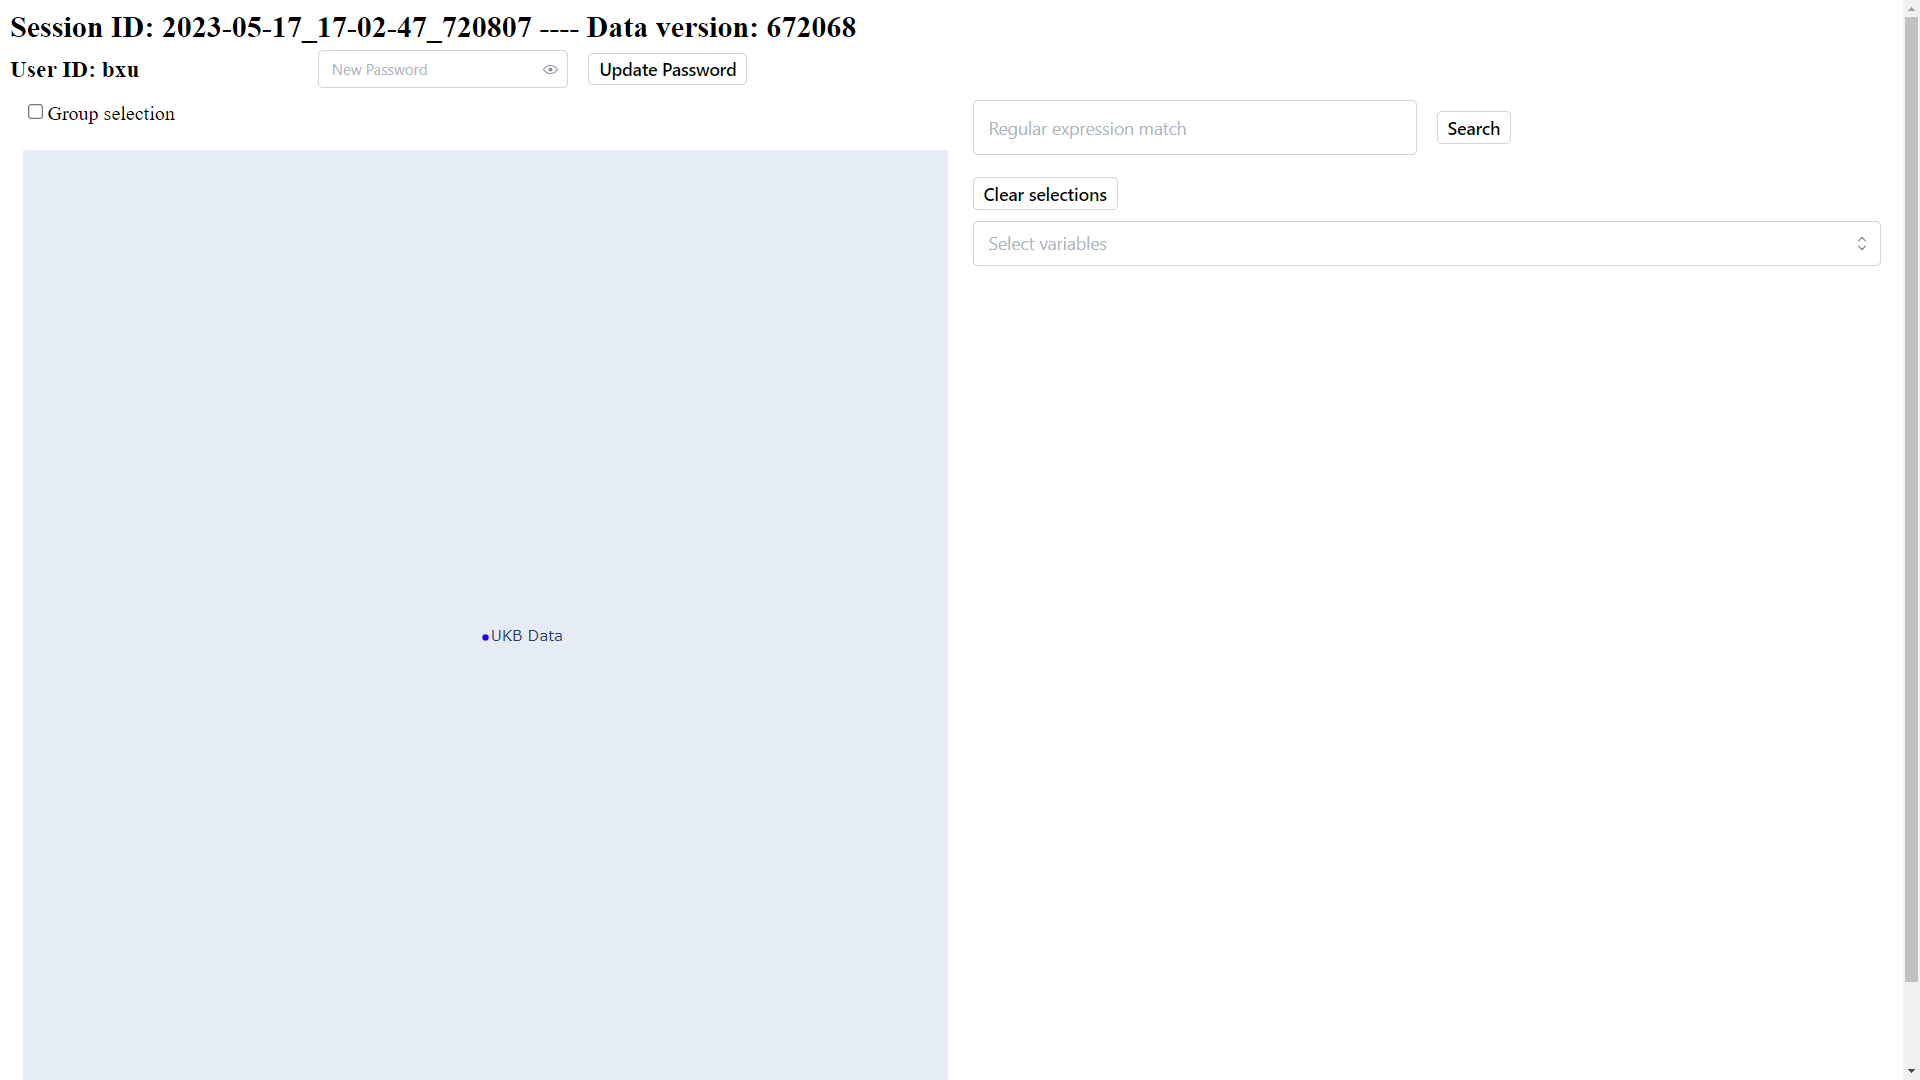 Session ID: 2023-05-17_17-02-47_720807 ---- Data version: 672068
User ID: bxu
New Password
Update Password
Group selection
Regular expression match
Search
Clear selections
Select variables
UKB Data